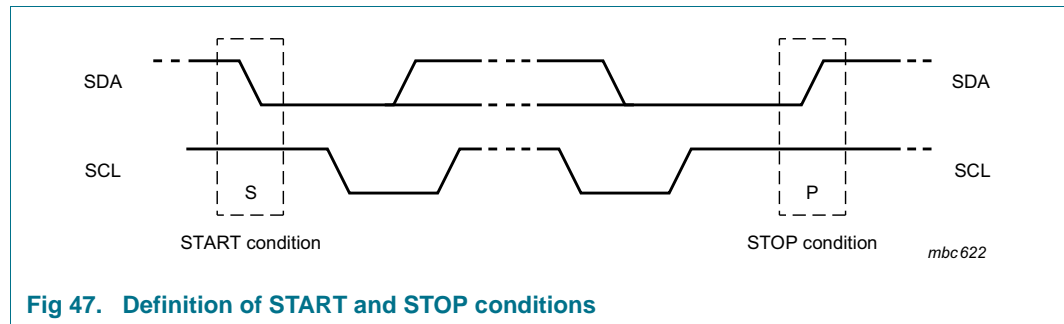 SDA SDA
SCL SCL
S P
START condition STOP condition
mbc622
Fig 47. Definition of START and STOP conditions